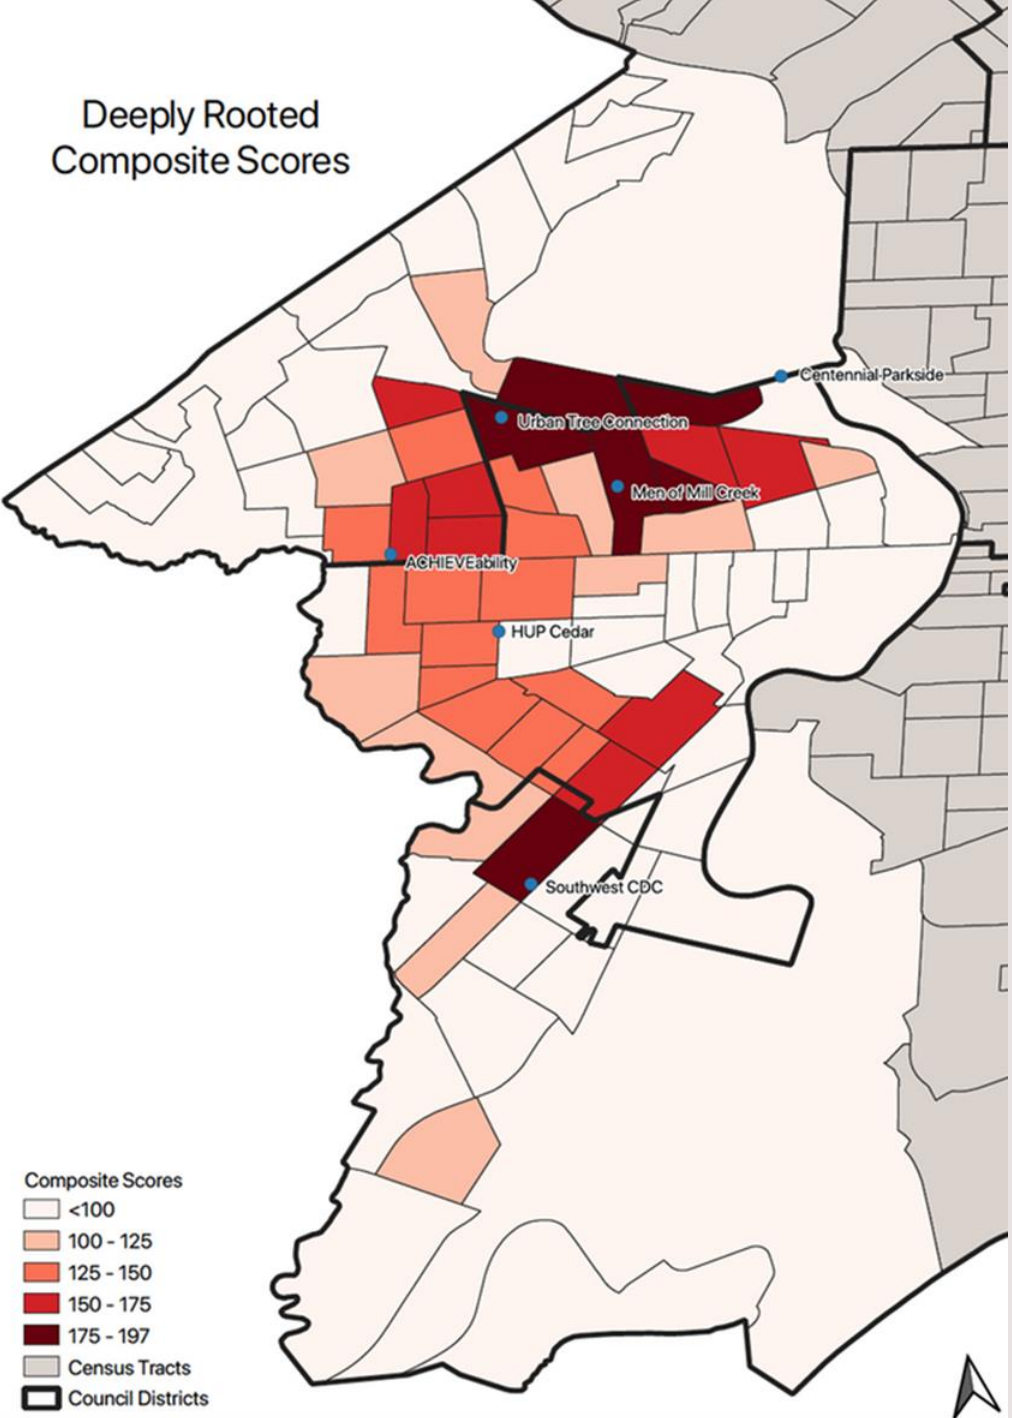 Deeply Rooted
Composite Scores
Centennial Parkside
Urban Tree Connection
Men of Mill Creek
ACHIEVEability
HUP Cedar
Southwest CDC
Composite Scores
<100
100 - 125
125 - 150
150 - 175
175 - 197
Census Tracts
Council Districts